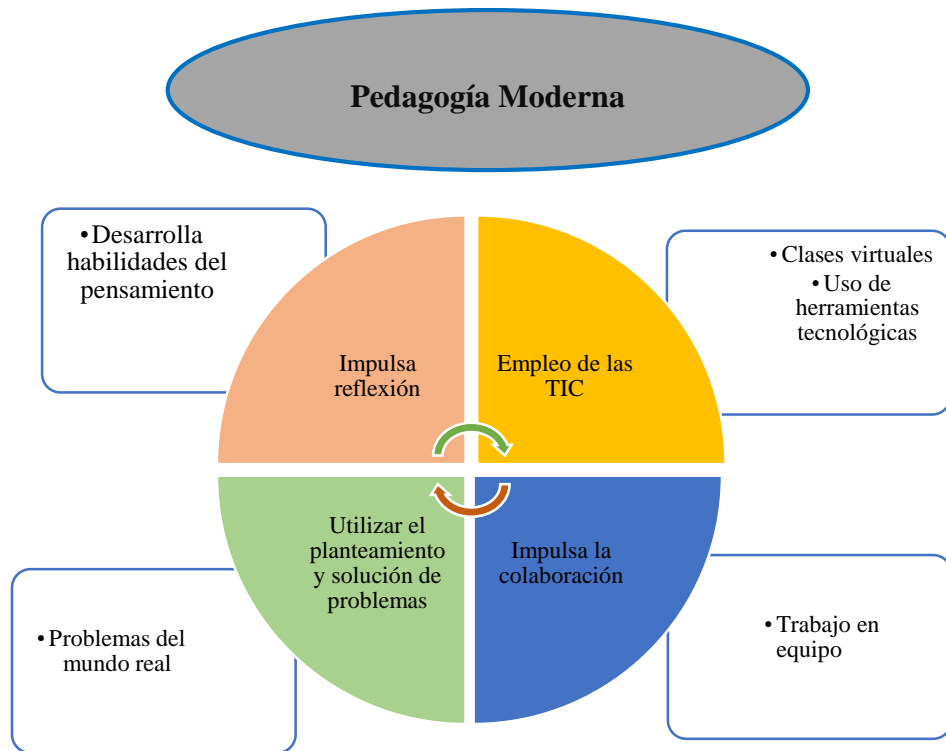 Pedagogía Moderna
•Desarrolla
habilidades del
pensamiento
• Clases virtuales
• Uso de
herramientas
tecnológicas
Impulsa
reflexión
Empleo de las
TIC
Utilizar el
planteamiento
y solución de
problemas
Impulsa la
colaboración
• Problemas del
mundo real
• Trabajo en
equipo